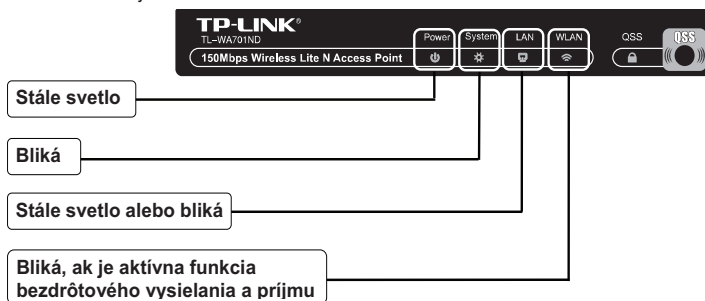 TP-LINK®
TL-WA701ND
150Mbps Wireless Lite N Access Point
Power System LAN WLAN QSS QSS
Stále svetlo
Bliká
Stále svetlo alebo bliká
Bliká, ak je aktívna funkcia
bezdrôtového vysielania a príjmu